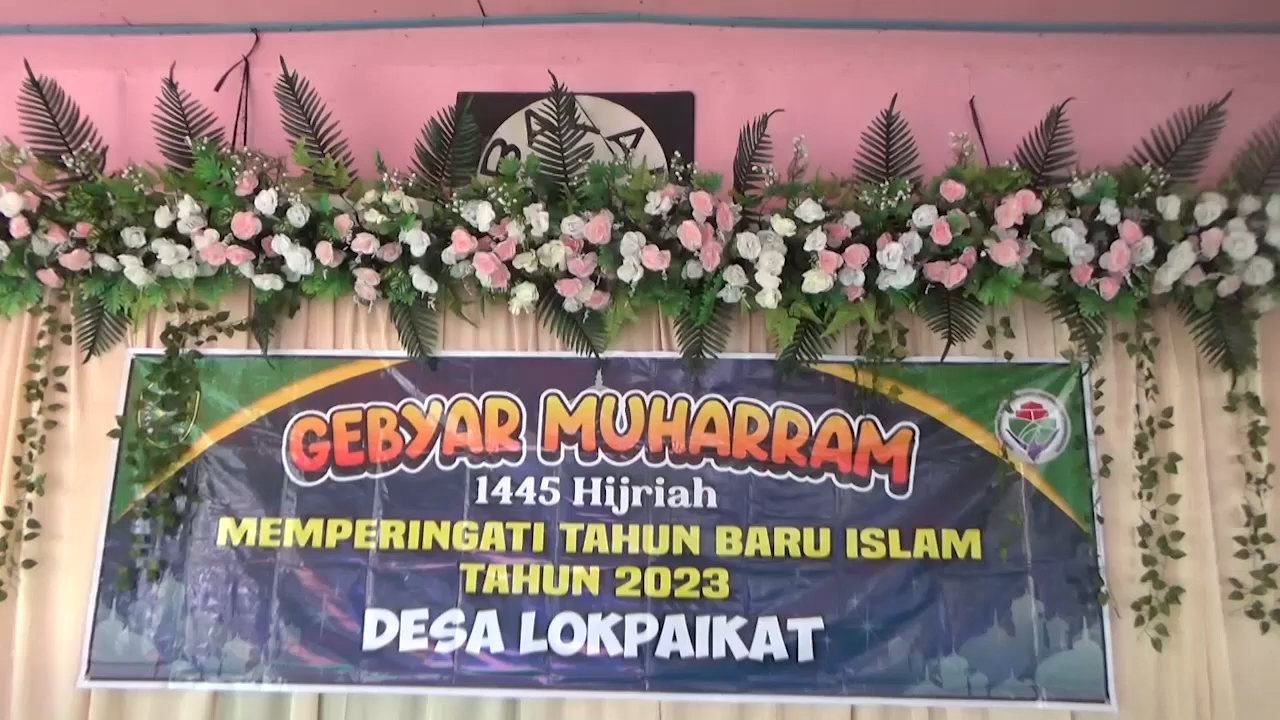 GEBYAR MUHARRAM
1445 Hijriah
MEMPERINGATI TAHUN BARU ISLAM
TAHUN 2023
DESA LOKPAIKAT